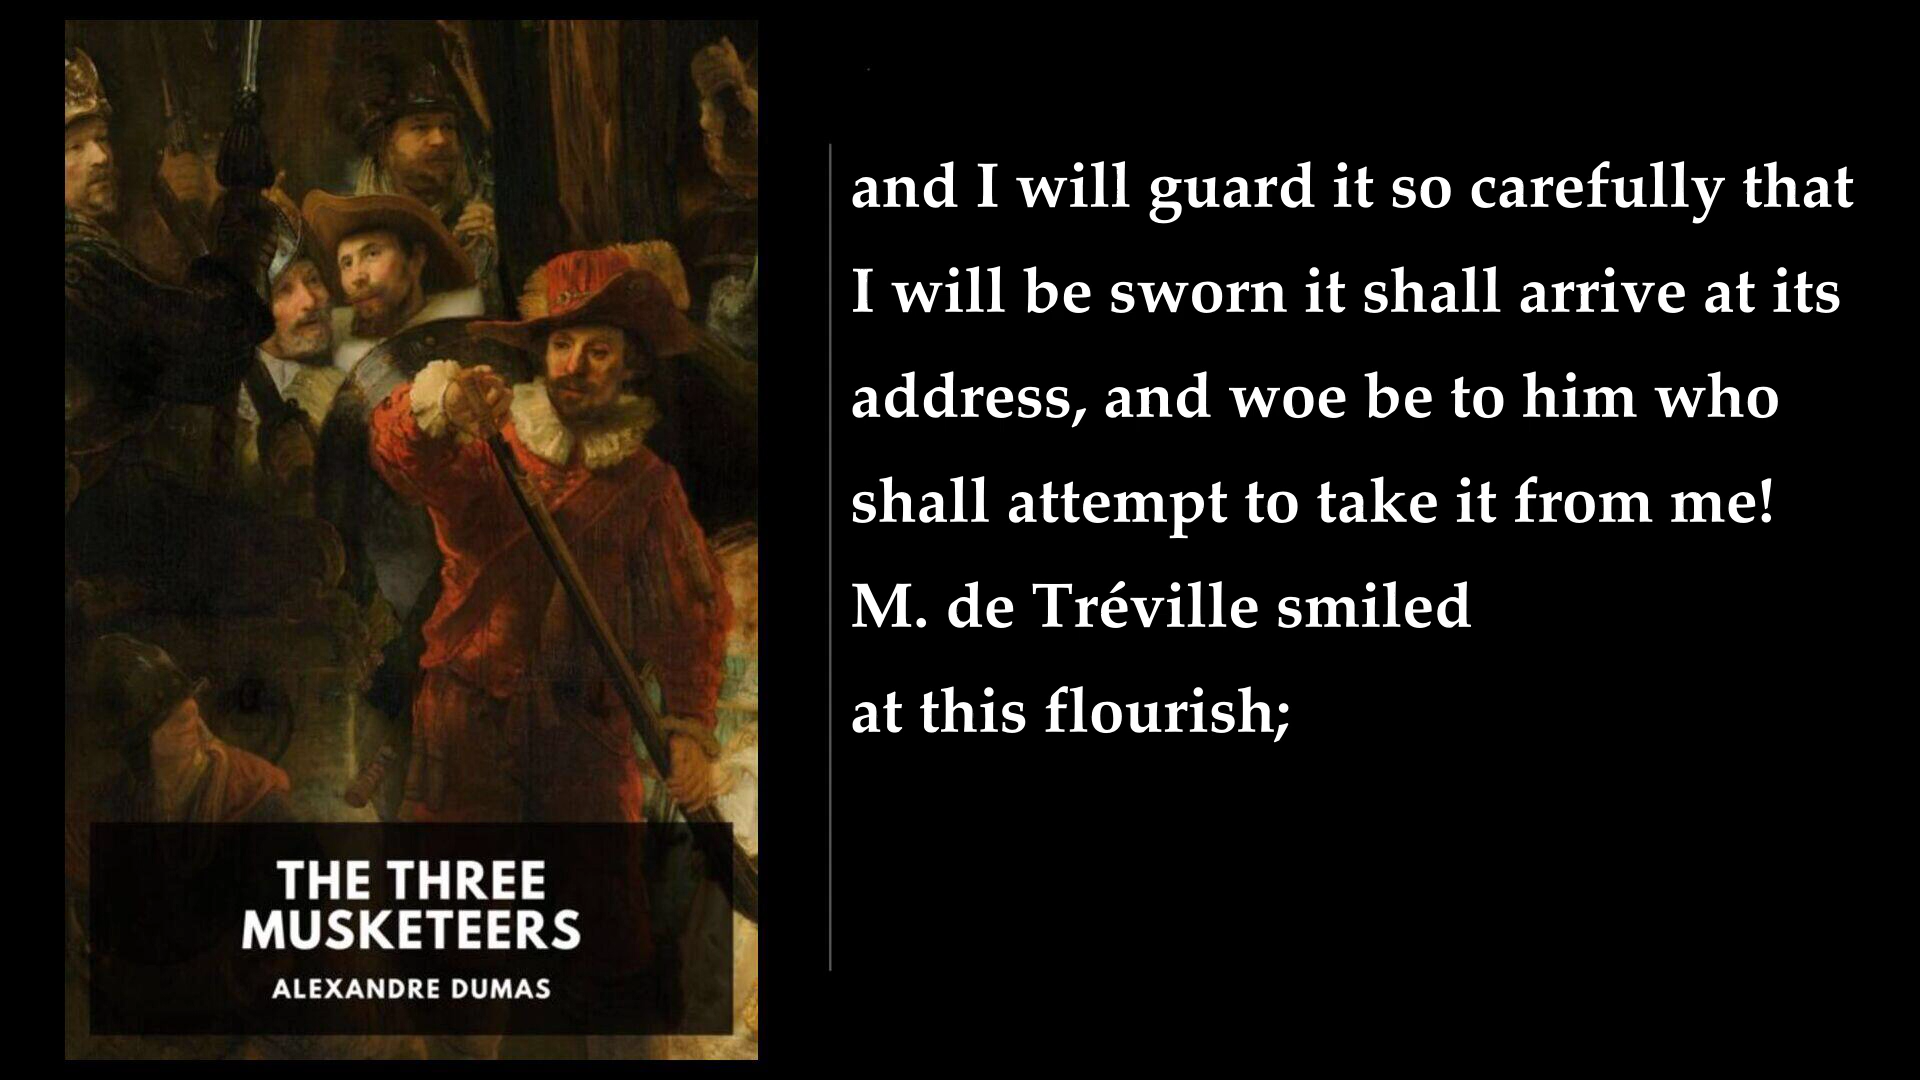 THE THREE
MUSKETEERS
ALEXANDRE DUMAS
and I will guard it so carefully that
I will be sworn it shall arrive at its
address, and woe be to him who
shall attempt to take it from me!
M. de Tréville smiled
at this flourish;